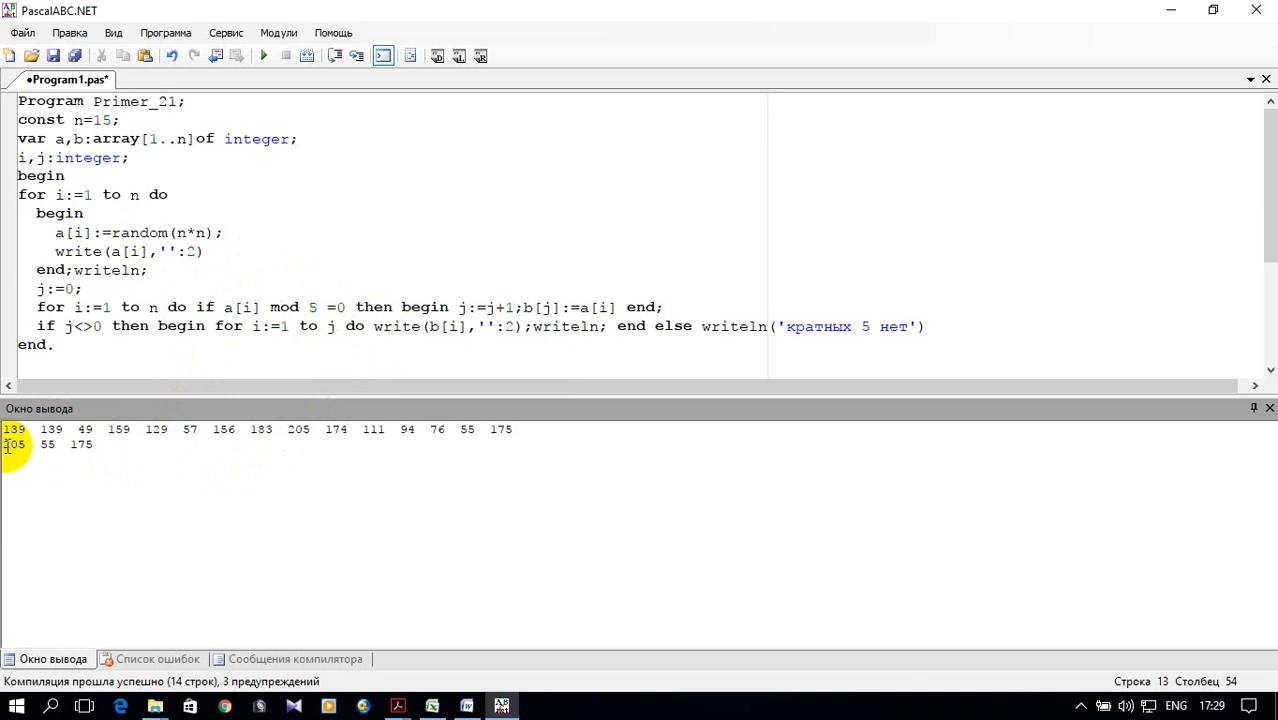 PascalABC.NET
Файл Правка Вид Программа Сервис Модули Помощь
•Program1.pas*
Program Primer_21;
const n=15;
var a,b:array[1..n]of integer;
i,j:integer;
begin
for i:=1 to n do
begin
a[i]:=random(n*n);
write(a[i],'':2)
end;writeln;
j:=0;
for i:=1 to n do if a[i] mod 5 =0 then begin j:=j+1;b[j]:=a[i] end;
if j<>0 then begin for i:=1 to j do write(b[i],'':2);writeln; end else writeln('кратных 5 нет')
end.
Окно вывода
139 139 49 159 129 57 156 183 205 174 111 94 76 55 175
205 55 175
Окно вывода Список ошибок Сообщения компилятора
Компиляция прошла успешно (14 строк), 3 предупреждений Строка 13 Столбец 54
ENG 17:29